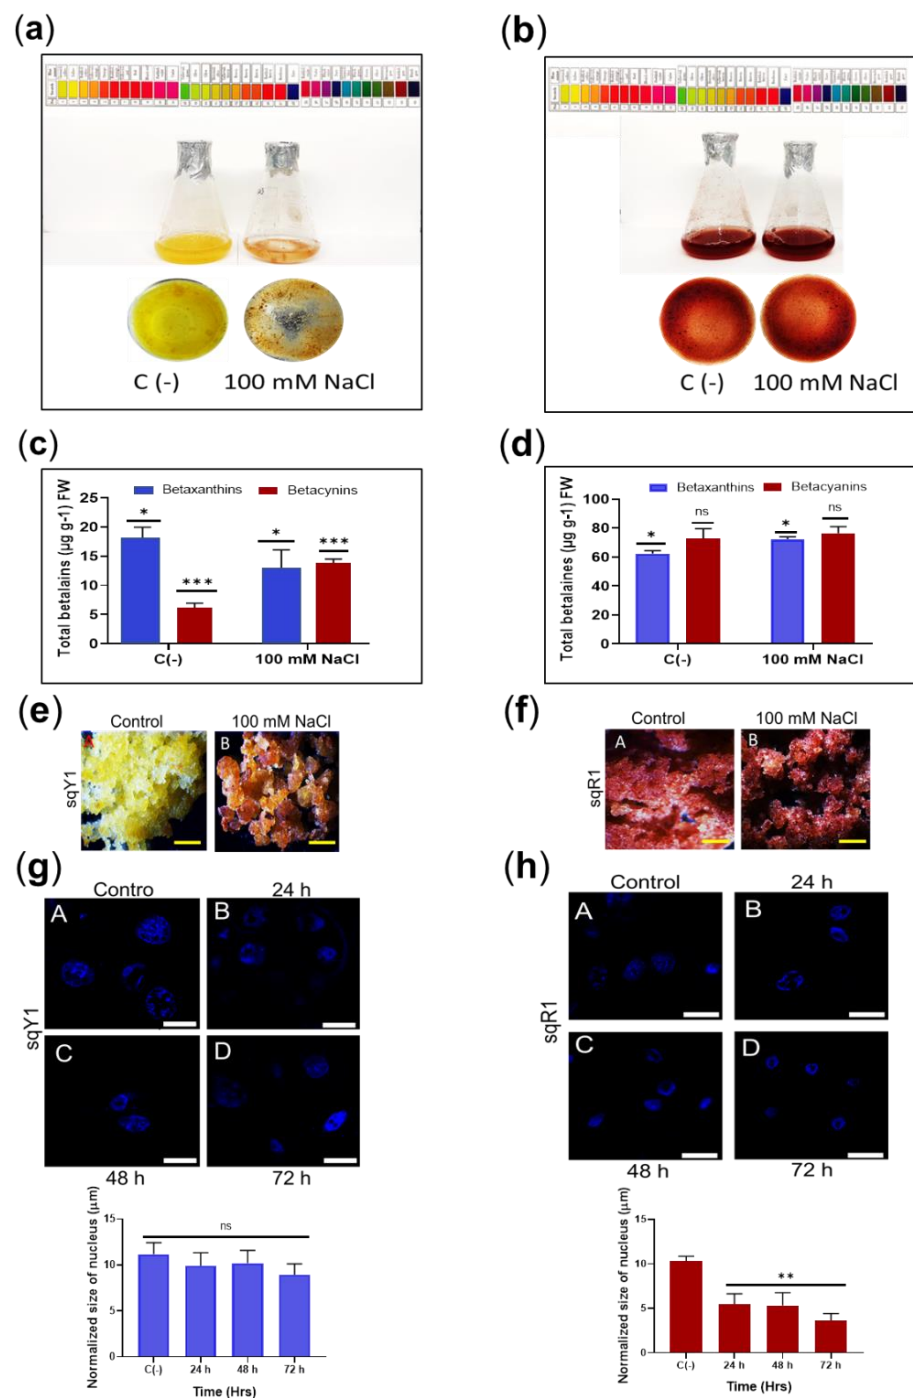 (a)
(b)
C (-) 100 mM NaCl
C (-) 100 mM NaCl
(c)
(d)
Total betalains (µg g-1) FW
Betaxanthins Betacynins
25
20
15
10
5
0
* *** * ***
C(-) 100 mM NaCl
Total betalaines (µg g-1) FW
Betaxanthins Betacyanins
100
80
60
40
20
0
* ns * ns
C(-) 100 mM NaCl
(e)
Control 100 mM NaCl
sqY1
B
(f)
Control 100 mM NaCl
sqR1
A B
(g)
Contro 24 h
sqY1
A B
C D
48 h 72 h
(h)
Control 24 h
sqR1
A B
C D
48 h 72 h
Normalized size of nucleus (µm)
15
10
5
0
ns
C(-) 24 h 48 h 72 h
Time (Hrs)
Normalized size of nucleus (µm)
15
10
5
0
**
C(-) 24 h 48 h 72 h
Time (Hrs)